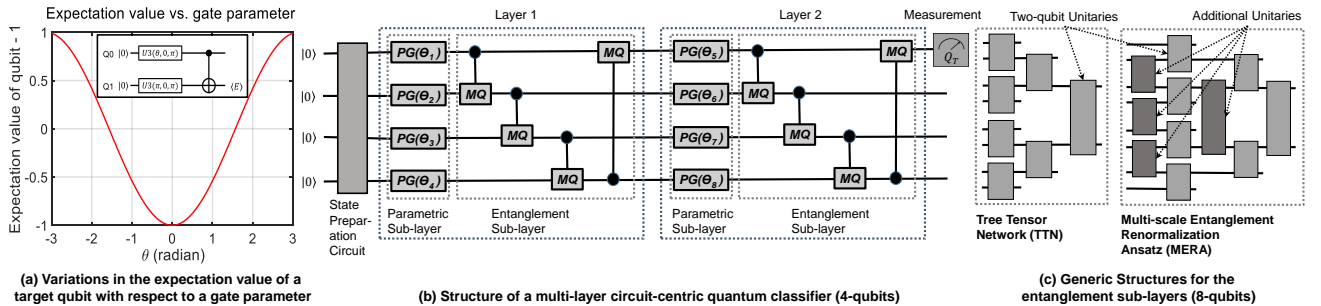 Expectation value vs. gate parameter
Expectation value of qubit - 1
1
0.5
0
-0.5
-1
-3 -2 -1 0 1 2 3
θ (radian)
Q0 |0⟩ U3(θ,0,π)
Q1 |0⟩ U3(π,0,π) ⟨E⟩
(a) Variations in the expectation value of a
target qubit with respect to a gate parameter
Layer 1
Layer 2
Measurement
|0⟩ PG(Θ1) MQ PG(Θ5) MQ QT
|0⟩ PG(Θ2) MQ PG(Θ6) MQ
|0⟩ PG(Θ3) MQ PG(Θ7) MQ
|0⟩ PG(Θ4) MQ PG(Θ8) MQ
State
Prepar-
ation
Circuit
Parametric
Sub-layer
Entanglement
Sub-layer
Parametric
Sub-layer
Entanglement
Sub-layer
(b) Structure of a multi-layer circuit-centric quantum classifier (4-qubits)
Two-qubit Unitaries
Additional Unitaries
Tree Tensor
Network (TTN)
Multi-scale Entanglement
Renormalization
Ansatz (MERA)
(c) Generic Structures for the
entanglement sub-layers (8-qubits)